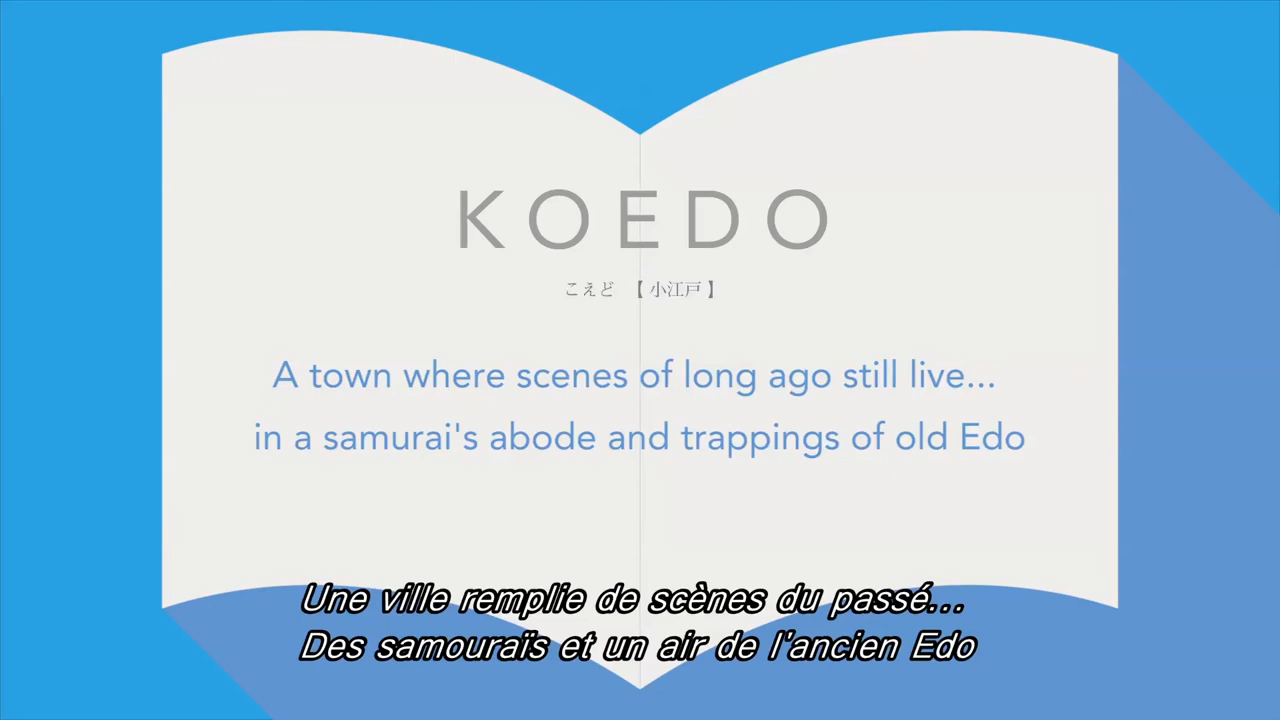 KOEDO
こえど 【小江戸】
A town where scenes of long ago still live...
in a samurai's abode and trappings of old Edo
Une ville remplie de scènes du passé...
Des samouraïs et un air de l'ancien Edo